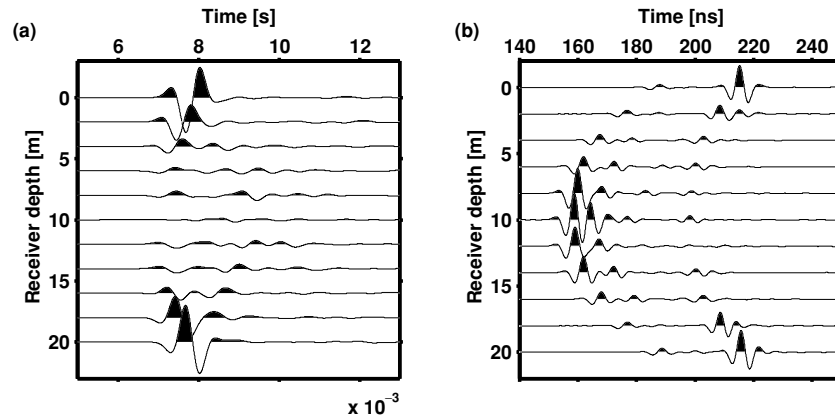 Time [s]
(a)
6 8 10 12
Receiver depth [m]
0
5
10
15
20
x 10⁻³
Time [ns]
(b)
140 160 180 200 220 240
Receiver depth [m]
0
5
10
15
20